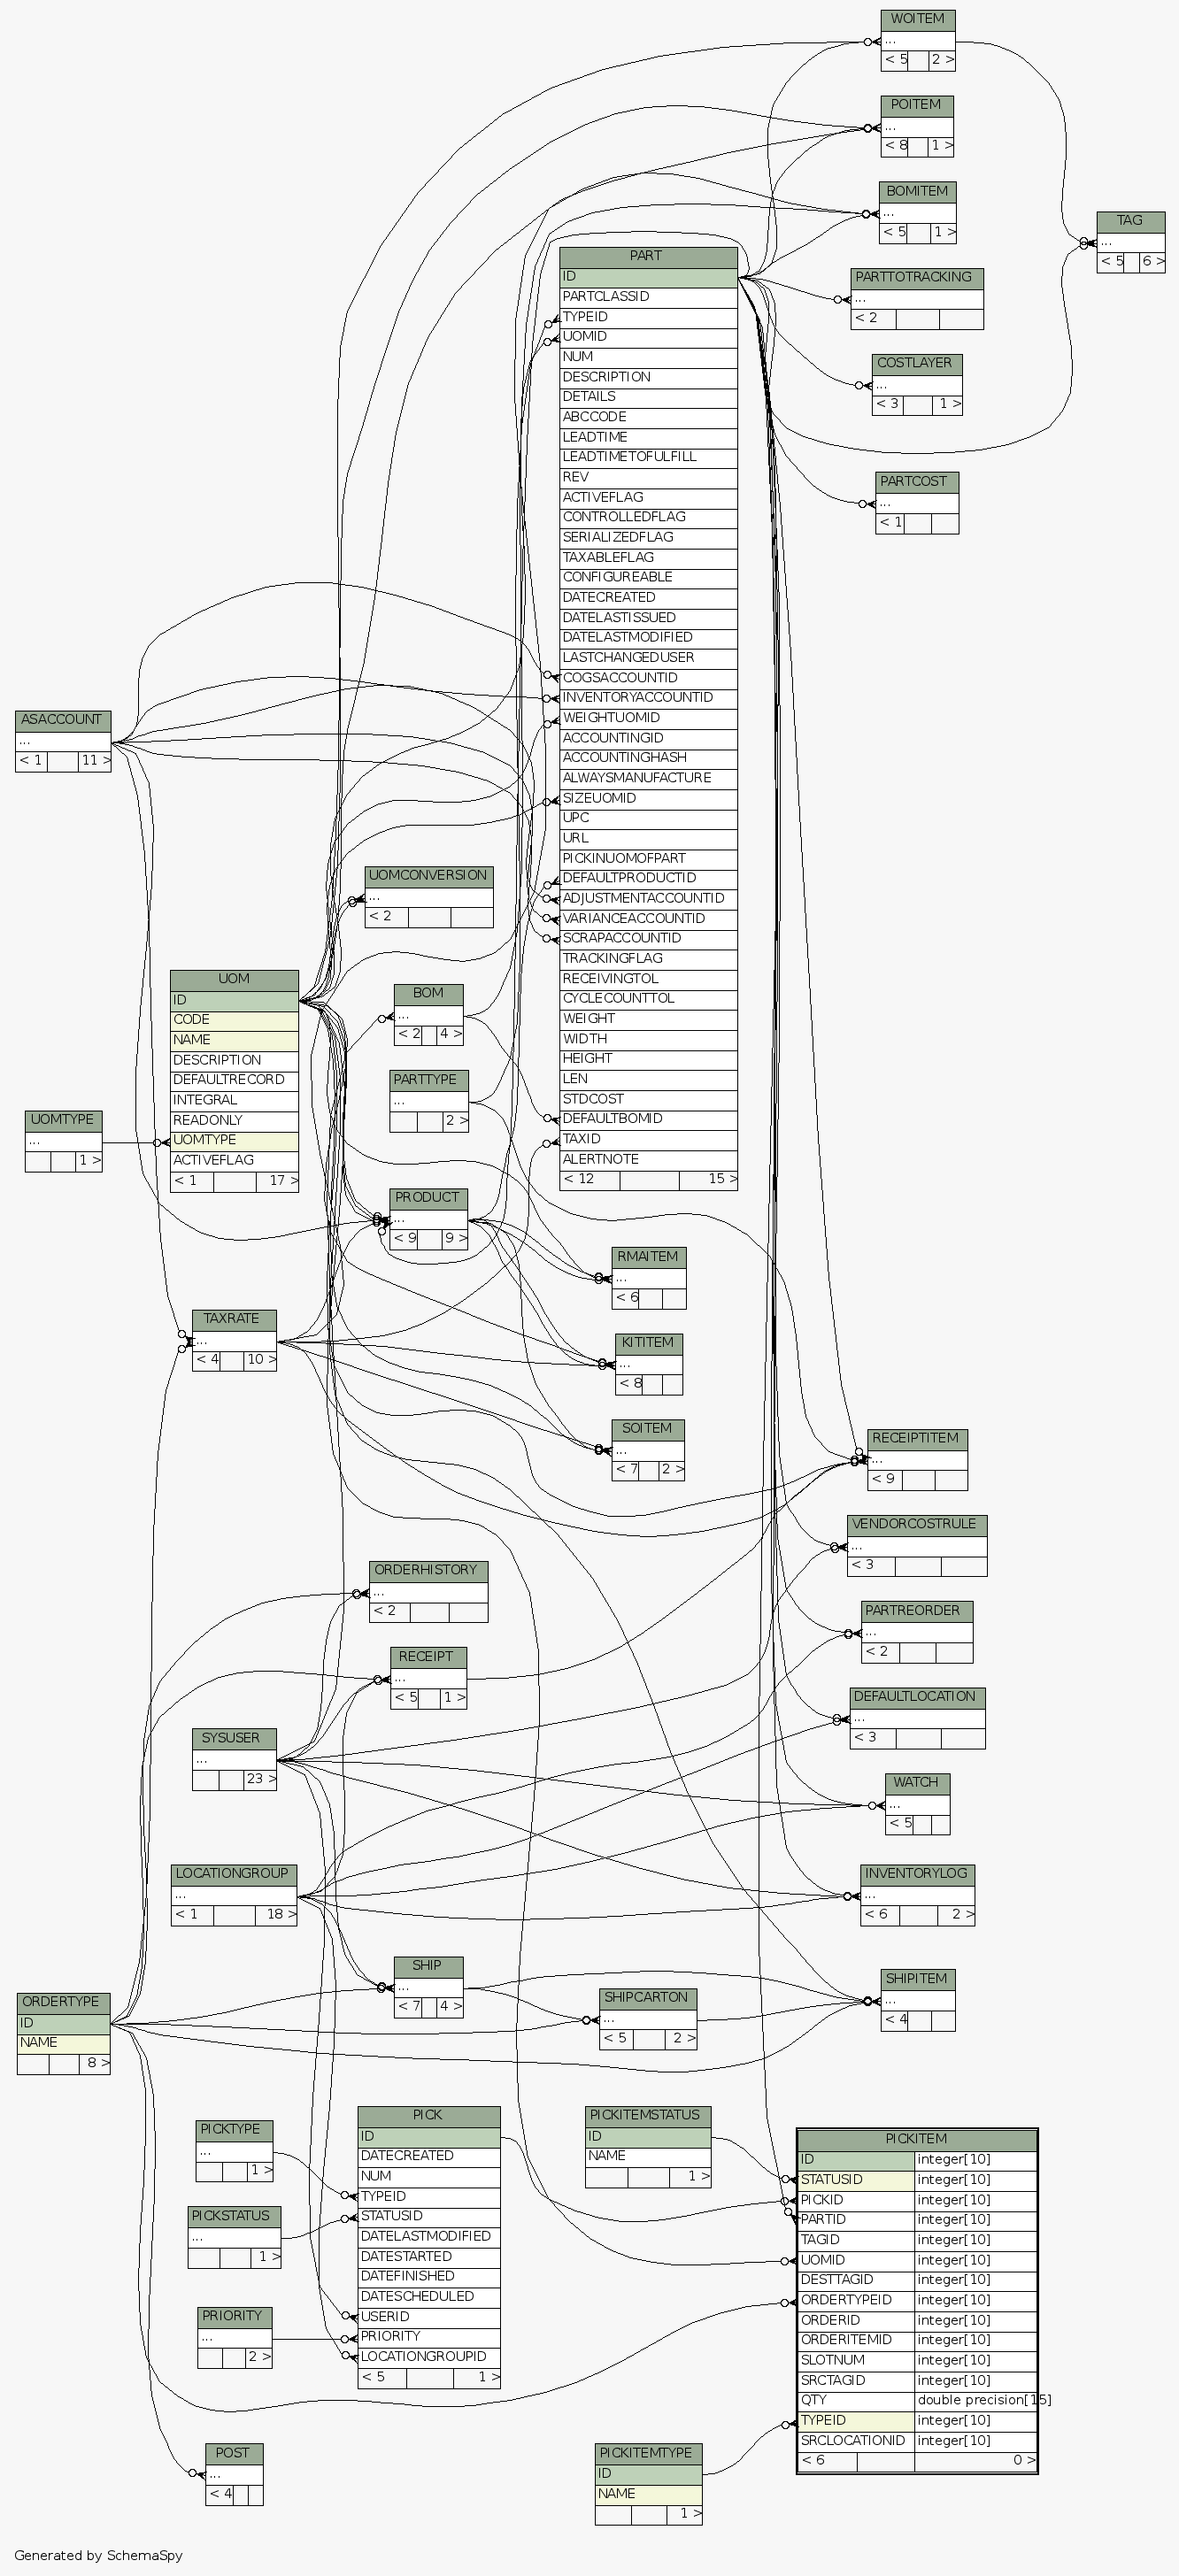 WOITEM
...
< 5 2 >
POITEM
...
< 8 1 >
BOMITEM
...
< 5 1 >
TAG
...
< 5 6 >
PARTTOTRACKING
...
< 2
COSTLAYER
...
< 3 1 >
PARTCOST
...
< 1
PART
ID
PARTCLASSID
TYPEID
UOMID
NUM
DESCRIPTION
DETAILS
ABCCODE
LEADTIME
LEADTIMETOFULFILL
REV
ACTIVEFLAG
CONTROLLEDFLAG
SERIALIZEDFLAG
TAXABLEFLAG
CONFIGUREABLE
DATECREATED
DATELASTISSUED
DATELASTMODIFIED
LASTCHANGEDUSER
COGSACCOUNTID
INVENTORYACCOUNTID
WEIGHTUOMID
ACCOUNTINGID
ACCOUNTINGHASH
ALWAYSMANUFACTURE
SIZEUOMID
UPC
URL
PICKINUOMOFPART
DEFAULTPRODUCTID
ADJUSTMENTACCOUNTID
VARIANCEACCOUNTID
SCRAPACCOUNTID
TRACKINGFLAG
RECEIVINGTOL
CYCLECOUNTTOL
WEIGHT
WIDTH
HEIGHT
LEN
STDCOST
DEFAULTBOMID
TAXID
ALERTNOTE
< 12 15 >
ASACCOUNT
...
< 1 11 >
UOMCONVERSION
...
< 2
UOM
ID
CODE
NAME
DESCRIPTION
DEFAULTRECORD
INTEGRAL
READONLY
UOMTYPE
ACTIVEFLAG
< 1 17 >
BOM
...
< 2 4 >
PARTTYPE
...
2 >
UOMTYPE
...
1 >
PRODUCT
...
< 9 9 >
RMAITEM
...
< 6
TAXRATE
...
< 4 10 >
KITITEM
...
< 8
SOITEM
...
< 7 2 >
RECEIPTITEM
...
< 9
VENDORCOSTRULE
...
< 3
ORDERHISTORY
...
< 2
PARTREORDER
...
< 2
RECEIPT
...
< 5 1 >
DEFAULTLOCATION
...
< 3
SYSUSER
...
23 >
WATCH
...
< 5
LOCATIONGROUP
...
< 1 18 >
INVENTORYLOG
...
< 6 2 >
SHIP
...
< 7 4 >
SHIPITEM
...
< 4
SHIPCARTON
...
< 5 2 >
ORDERTYPE
ID
NAME
8 >
PICKTYPE
...
1 >
PICKSTATUS
...
1 >
PRIORITY
...
2 >
PICK
ID
DATECREATED
NUM
TYPEID
STATUSID
DATELASTMODIFIED
DATESTARTED
DATEFINISHED
DATESCHEDULED
USERID
PRIORITY
LOCATIONGROUPID
< 5 1 >
PICKITEMSTATUS
ID
NAME
1 >
PICKITEM
ID integer[10]
STATUSID integer[10]
PICKID integer[10]
PARTID integer[10]
TAGID integer[10]
UOMID integer[10]
DESTTAGID integer[10]
ORDERTYPEID integer[10]
ORDERID integer[10]
ORDERITEMID integer[10]
SLOTNUM integer[10]
SRCTAGID integer[10]
QTY double precision[15]
TYPEID integer[10]
SRCLOCATIONID integer[10]
< 6 0 >
POST
...
< 4
PICKITEMTYPE
ID
NAME
1 >
Generated by SchemaSpy